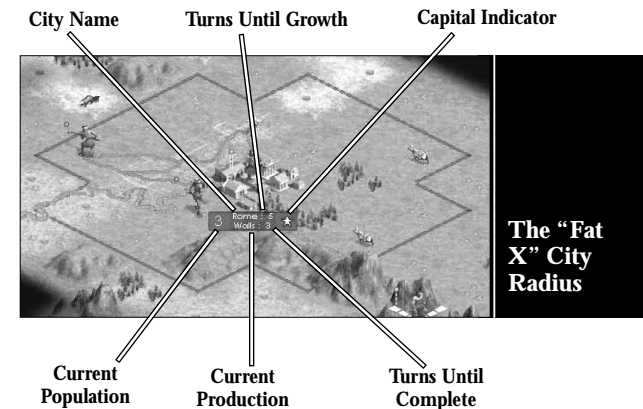 City Name
Turns Until Growth
Capital Indicator
3
Rome : 5
Walls : 3
The “Fat
X” City
Radius
Current
Population
Current
Production
Turns Until
Complete